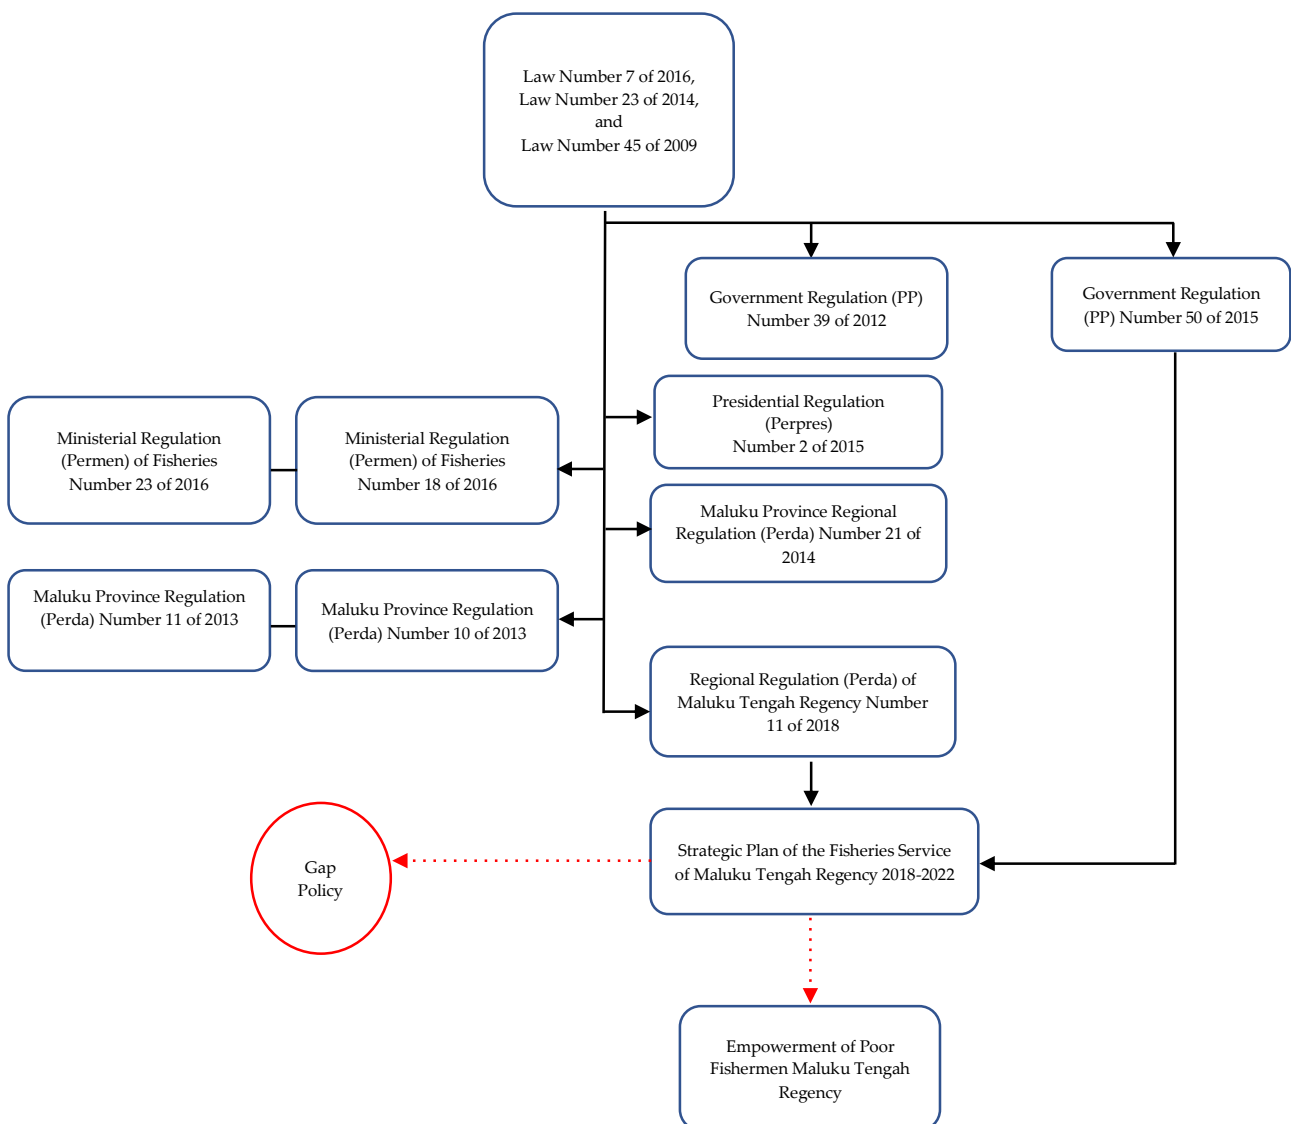 Law Number 7 of 2016,
Law Number 23 of 2014,
and
Law Number 45 of 2009
Government Regulation (PP)
Number 39 of 2012
Government Regulation
(PP) Number 50 of 2015
Presidential Regulation
(Perpres)
Number 2 of 2015
Ministerial Regulation
(Permen) of Fisheries
Number 23 of 2016
Ministerial Regulation
(Permen) of Fisheries
Number 18 of 2016
Maluku Province Regional
Regulation (Perda) Number 21 of
2014
Maluku Province Regulation
(Perda) Number 11 of 2013
Maluku Province Regulation
(Perda) Number 10 of 2013
Regional Regulation (Perda) of
Maluku Tengah Regency Number
11 of 2018
Strategic Plan of the Fisheries Service
of Maluku Tengah Regency 2018-2022
Gap
Policy
Empowerment of Poor
Fishermen Maluku Tengah
Regency